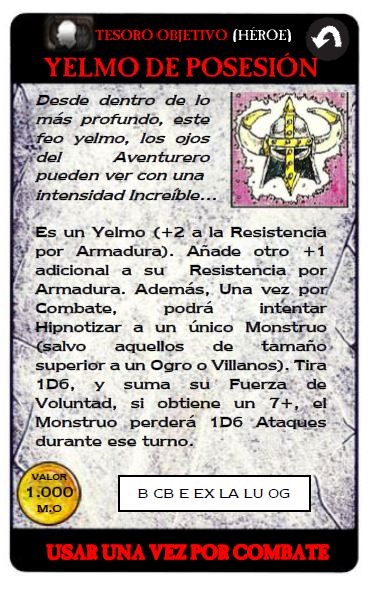 TESORO OBJETIVO (HÉROE)
YELMO DE POSESIÓN
Desde dentro de lo
más profundo, este
feo yelmo, los ojos
del Aventurero
pueden ver con una
intensidad Increíble...
Es un Yelmo (+2 a la Resistencia
por Armadura). Añade otro +1
adicional a su Resistencia por
Armadura. Además, Una vez por
Combate, podrá intentar
Hipnotizar a un único Monstruo
(salvo aquellos de tamaño
superior a un Ogro o Villanos). Tira
1D6, y suma su Fuerza de
Voluntad, si obtiene un 7+, el
Monstruo perderá 1D6 Ataques
durante ese turno.
VALOR
1,000
M.O
B CB E EX LA LU OG
USAR UNA VEZ POR COMBATE